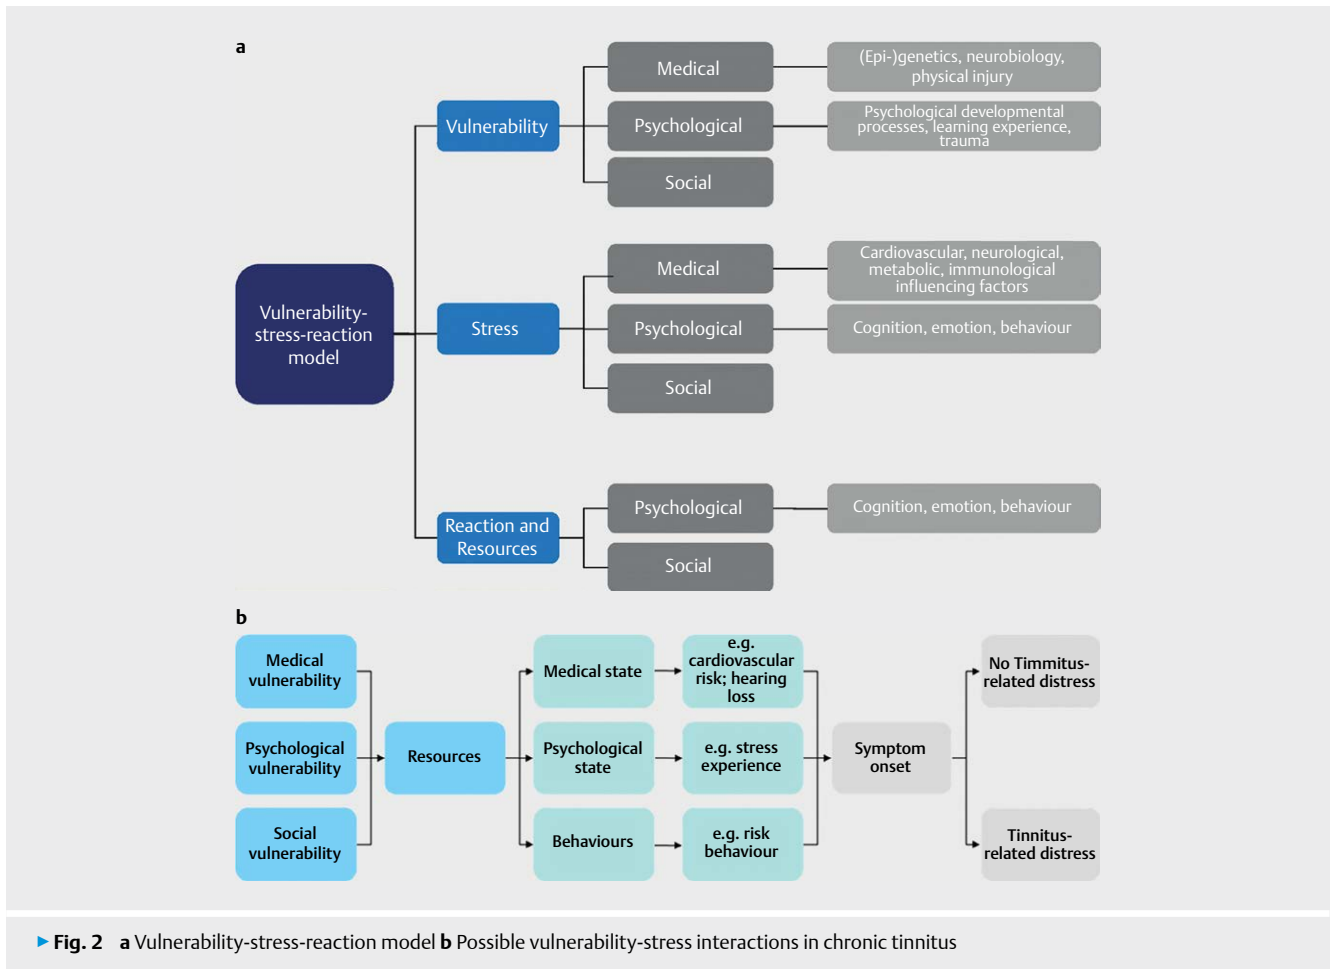 a
Medical
(Epi-)genetics, neurobiology,
physical injury
Vulnerability
Psychological
Psychological developmental
processes, learning experience,
trauma
Social
Vulnerability-
stress-reaction
model
Medical
Cardiovascular, neurological,
metabolic, immunological
influencing factors
Stress
Psychological
Cognition, emotion, behaviour
Social
Reaction and
Resources
Psychological
Cognition, emotion, behaviour
Social
b
Medical
vulnerability
Psychological
vulnerability
Social
vulnerability
Resources
Medical state
Psychological
state
Behaviours
e.g.
cardiovascular
risk; hearing
loss
e.g. stress
experience
e.g. risk
behaviour
Symptom
onset
No Timmitus-
related distress
Tinnitus-
related distress
▶ Fig. 2 a Vulnerability-stress-reaction model b Possible vulnerability-stress interactions in chronic tinnitus